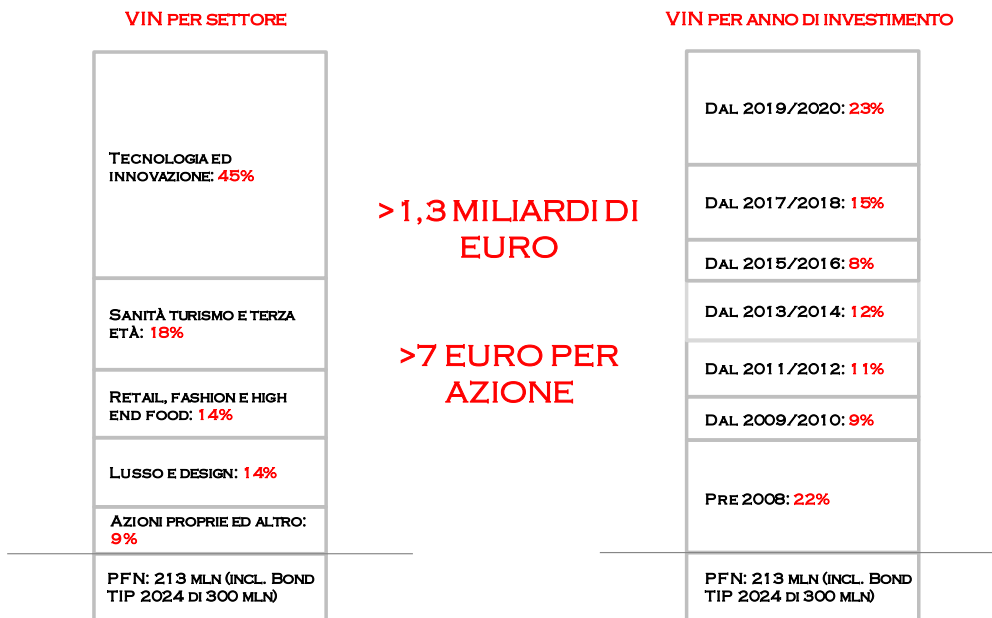 VIN PER SETTORE
TECNOLOGIA ED
INNOVAZIONE: 45%
SANITÀ TURISMO E TERZA
ETÀ: 18%
RETAIL, FASHION E HIGH
END FOOD: 14%
LUSSO E DESIGN: 14%
AZIONI PROPRIE ED ALTRO:
9%
PFN: 213 MLN (INCL. BOND
TIP 2024 DI 300 MLN)
>1,3 MILIARDI DI
EURO
>7 EURO PER
AZIONE
VIN PER ANNO DI INVESTIMENTO
DAL 2019/2020: 23%
DAL 2017/2018: 15%
DAL 2015/2016: 8%
DAL 2013/2014: 12%
DAL 2011/2012: 11%
DAL 2009/2010: 9%
PRE 2008: 22%
PFN: 213 MLN (INCL. BOND
TIP 2024 DI 300 MLN)